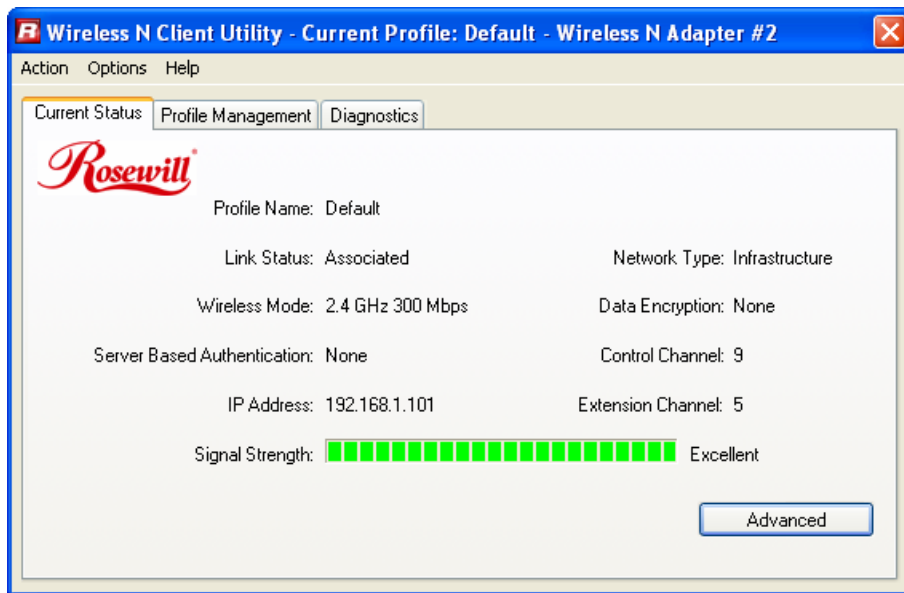 Wireless N Client Utility - Current Profile: Default - Wireless N Adapter #2
Action Options Help
Current Status Profile Management Diagnostics
Rosewill
Profile Name: Default
Link Status: Associated Network Type: Infrastructure
Wireless Mode: 2.4 GHz 300 Mbps Data Encryption: None
Server Based Authentication: None Control Channel: 9
IP Address: 192.168.1.101 Extension Channel: 5
Signal Strength: Excellent
Advanced